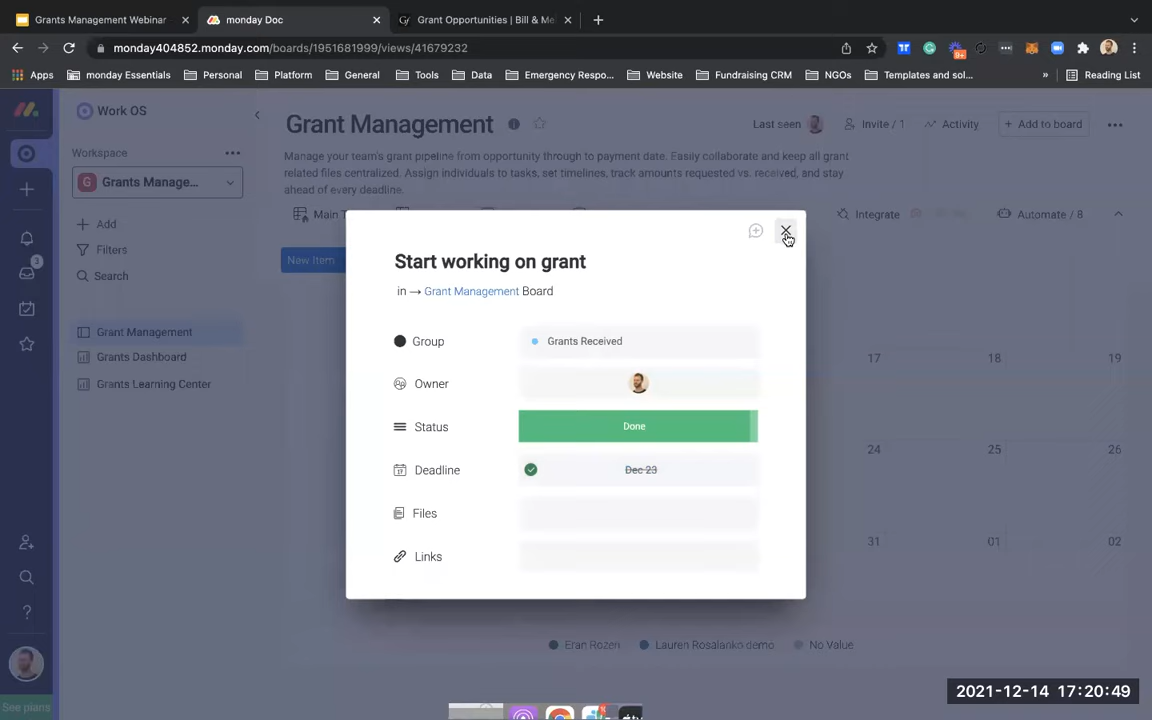 Grants Management Webinar
monday Doc
Grant Opportunities | Bill & Me
monday404852.monday.com/boards/1951681999/views/41679232
Apps
monday Essentials
Personal
Platform
General
Tools
Data
Emergency Respo...
Website
Fundraising CRM
NGOs
Templates and sol...
»
Reading List
Work OS
Grant Management
Last seen
Invite / 1
Activity
+ Add to board
Workspace
Manage your team's grant pipeline from opportunity through to payment date. Easily collaborate and keep all grant
related files centralized. Assign individuals to tasks, set timelines, track amounts requested vs. received, and stay
ahead of every deadline.
G Grants Manage...
Main T
Integrate
Automate / 8
Add
Filters
Search
New Item
3
Start working on grant
in → Grant Management Board
Grant Management
Grants Dashboard
Grants Learning Center
Group
Grants Received
Owner
Status
Done
Deadline
Dec 23
Files
Links
17
18
19
24
25
26
31
01
02
Eran Rozen
Lauren Rosalanko demo
No Value
See plans
2021-12-14 17:20:49